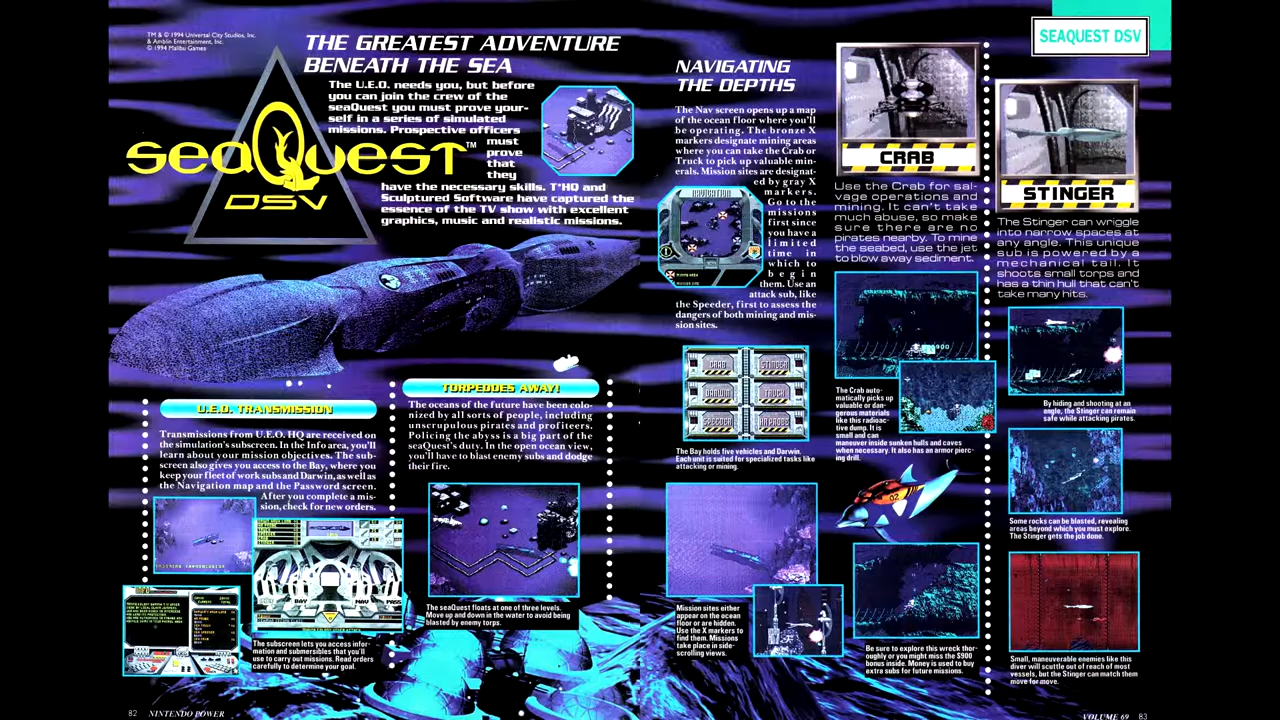 TM & © 1994 Universal City Studios, Inc.
& Amblin Entertainment, Inc.
© 1994 Malibu Games
THE GREATEST ADVENTURE
BENEATH THE SEA
The U.E.O. needs you, but before
you can join the crew of the
seaQuest you must prove your-
self in a series of simulated
missions. Prospective officers
must
prove
that
they
have the necessary skills. T*HQ and
Sculptured Software have captured the
essence of the TV show with excellent
graphics, music and realistic missions.
seaQuest™
DSV
U.E.O. TRANSMISSION
Transmissions from U.E.O. HQ are received on
the simulation's subscreen. In the Info area, you'll
learn about your mission objectives. The sub-
screen also gives you access to the Bay, where you
keep your fleet of work subs and Darwin, as well as
the Navigation map and the Password screen.
After you complete a mis-
sion, check for new orders.
INCOMING TRANSMISSION
BAY
NAV
PASS
The subscreen lets you access infor-
mation and submersibles that you'll
use to carry out missions. Read orders
carefully to determine your goal.
TORPEDOES AWAY!
The oceans of the future have been colo-
nized by all sorts of people, including
unscrupulous pirates and profiteers.
Policing the abyss is a big part of the
seaQuest's duty. In the open ocean view,
you'll have to blast enemy subs and dodge
their fire.
The seaQuest floats at one of three levels.
Move up and down in the water to avoid being
blasted by enemy torps.
82 NINTENDO POWER
SEAQUEST DSV
NAVIGATING
THE DEPTHS
The Nav screen opens up a map
of the ocean floor where you'll
be operating. The bronze X
markers designate mining areas
where you can take the Crab or
Truck to pick up valuable min-
erals. Mission sites are designat-
ed by gray X
markers.
Go to the
missions
first since
you have a
limited
time in
which to
begin
them. Use an
attack sub, like
the Speeder, first to assess the
dangers of both mining and mis-
sion sites.
NAVIGATION
MINING AREA
MISSION SITE
CRAB
STINGER
DARWIN
TRUCK
SPEEDER
HR PROBE
The Bay holds five vehicles and Darwin.
Each unit is suited for specialized tasks like
attacking or mining.
Mission sites either
appear on the ocean
floor or are hidden.
Use the X markers to
find them. Missions
take place in side-
scrolling views.
CRAB
Use the Crab for sal-
vage operations and
mining. It can't take
much abuse, so make
sure there are no
pirates nearby. To mine
the seabed, use the jet
to blow away sediment.
The Crab auto-
matically picks up
valuable or dan-
gerous materials
like this radioac-
tive dump. It is
small and can
maneuver inside sunken hulls and caves
when necessary. It also has an armor pierc-
ing drill.
02
Be sure to explore this wreck thor-
oughly or you might miss the $900
bonus inside. Money is used to buy
extra subs for future missions.
STINGER
The Stinger can wriggle
into narrow spaces at
any angle. This unique
sub is powered by a
mechanical tail. It
shoots small torps and
has a thin hull that can't
take many hits.
By hiding and shooting at an
angle, the Stinger can remain
safe while attacking pirates.
Some rocks can be blasted, revealing
areas beyond which you must explore.
The Stinger gets the job done.
Small, maneuverable enemies like this
diver will scuttle out of reach of most
vessels, but the Stinger can match them
move for move.
VOLUME 69 83